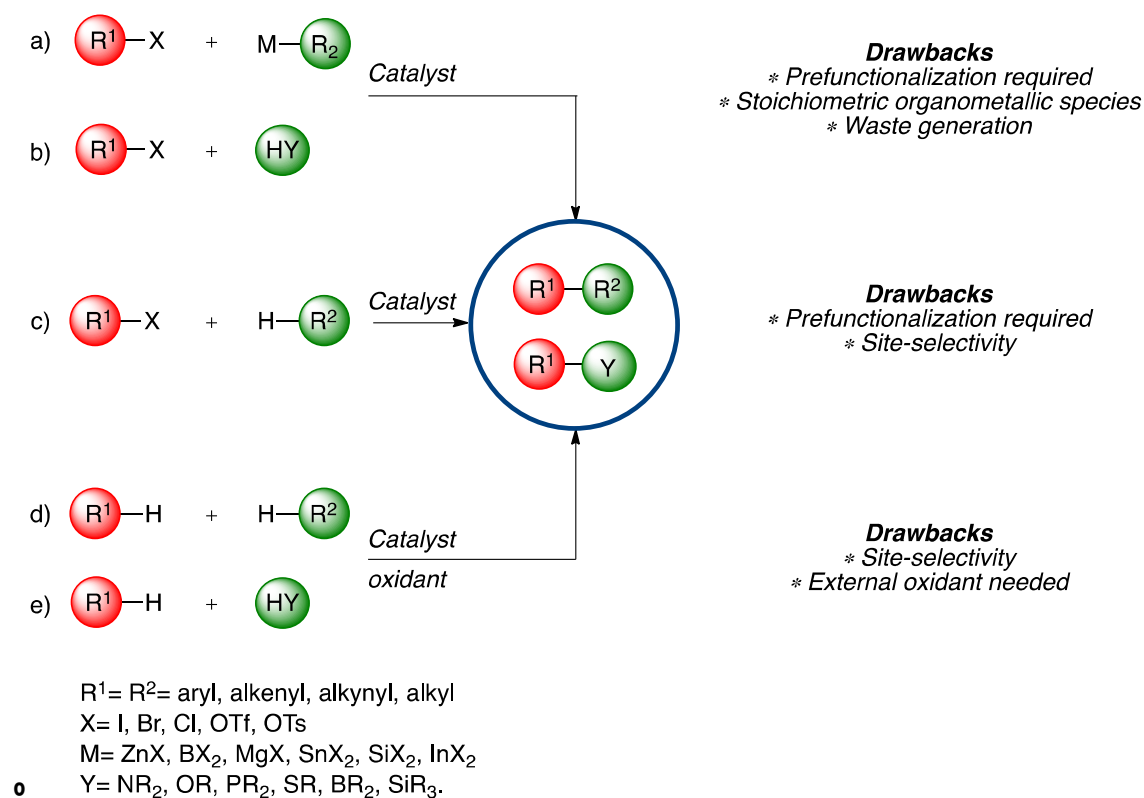 a) R¹—X + M—R₂
Catalyst
b) R¹—X + HY
Drawbacks
* Prefunctionalization required
* Stoichiometric organometallic species
* Waste generation
c) R¹—X + H—R²
Catalyst
R¹—R²
R¹—Y
Drawbacks
* Prefunctionalization required
* Site-selectivity
d) R¹—H + H—R²
Catalyst
oxidant
e) R¹—H + HY
Drawbacks
* Site-selectivity
* External oxidant needed
R¹= R²= aryl, alkenyl, alkynyl, alkyl
X= I, Br, Cl, OTf, OTs
M= ZnX, BX₂, MgX, SnX₂, SiX₂, InX₂
Y= NR₂, OR, PR₂, SR, BR₂, SiR₃.
o